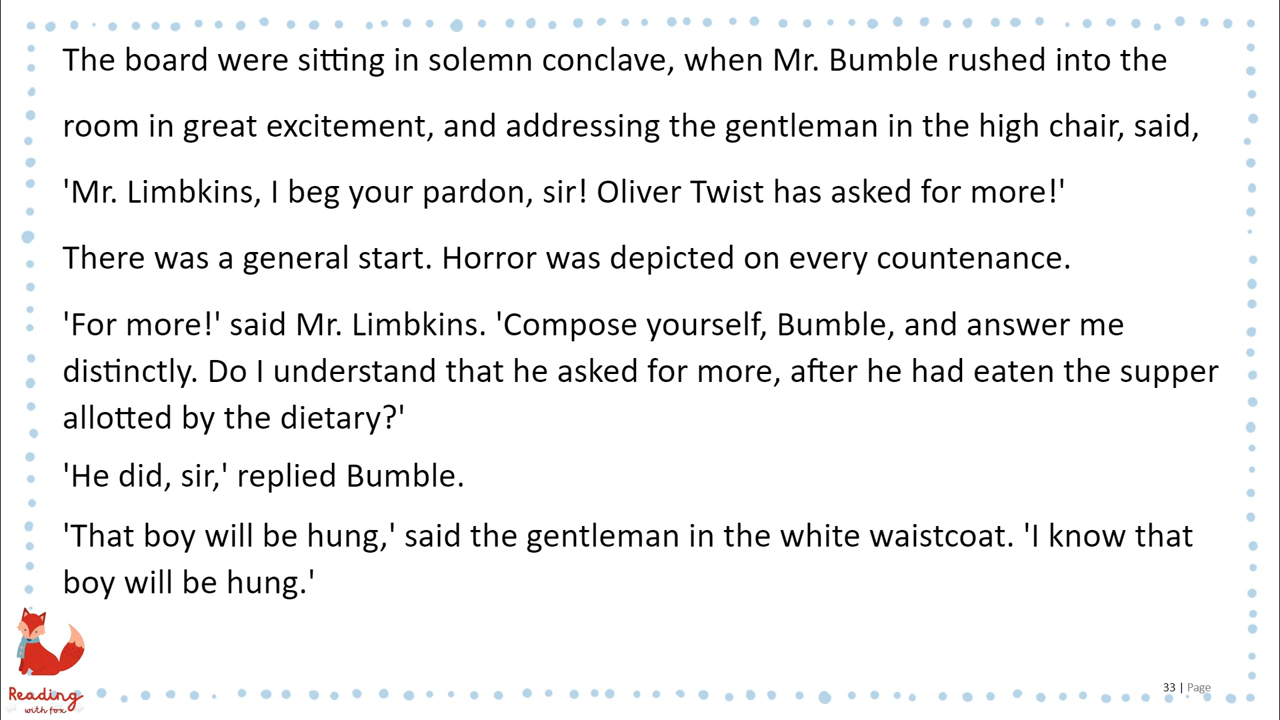 The board were sitting in solemn conclave, when Mr. Bumble rushed into the
room in great excitement, and addressing the gentleman in the high chair, said,
'Mr. Limbkins, I beg your pardon, sir! Oliver Twist has asked for more!'
There was a general start. Horror was depicted on every countenance.
'For more!' said Mr. Limbkins. 'Compose yourself, Bumble, and answer me
distinctly. Do I understand that he asked for more, after he had eaten the supper
allotted by the dietary?'
'He did, sir,' replied Bumble.
'That boy will be hung,' said the gentleman in the white waistcoat. 'I know that
boy will be hung.'
Reading
with fox
33 | Page